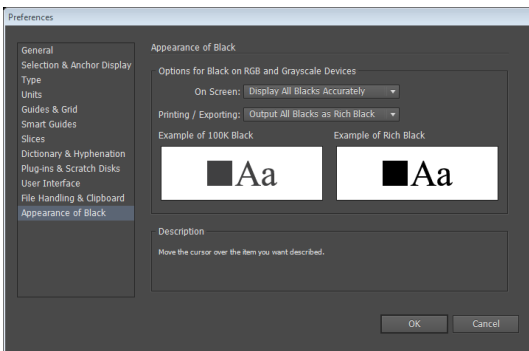 Preferences
General
Selection & Anchor Display
Type
Units
Guides & Grid
Smart Guides
Slices
Dictionary & Hyphenation
Plug-ins & Scratch Disks
User Interface
File Handling & Clipboard
Appearance of Black
Appearance of Black
Options for Black on RGB and Grayscale Devices
On Screen: Display All Blacks Accurately
Printing / Exporting: Output All Blacks as Rich Black
Example of 100K Black
Example of Rich Black
Aa
Aa
Description
Move the cursor over the item you want described.
OK
Cancel